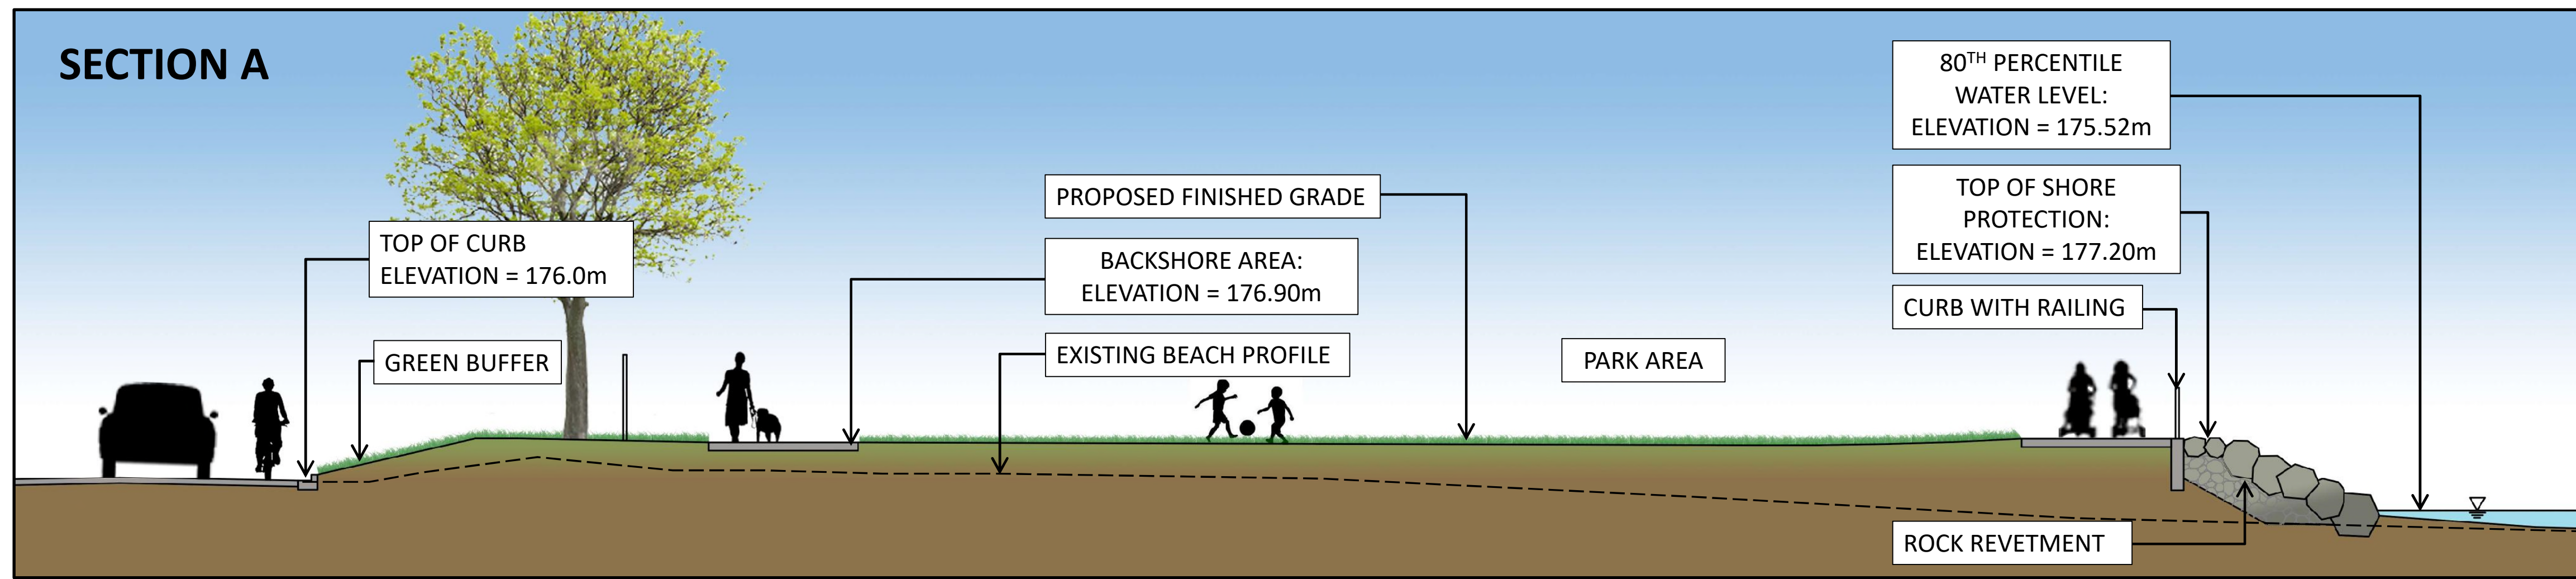 SECTION A
TOP OF CURB
ELEVATION = 176.0m
GREEN BUFFER
PROPOSED FINISHED GRADE
BACKSHORE AREA:
ELEVATION = 176.90m
EXISTING BEACH PROFILE
PARK AREA
80TH PERCENTILE
WATER LEVEL:
ELEVATION = 175.52m
TOP OF SHORE
PROTECTION:
ELEVATION = 177.20m
CURB WITH RAILING
ROCK REVETMENT